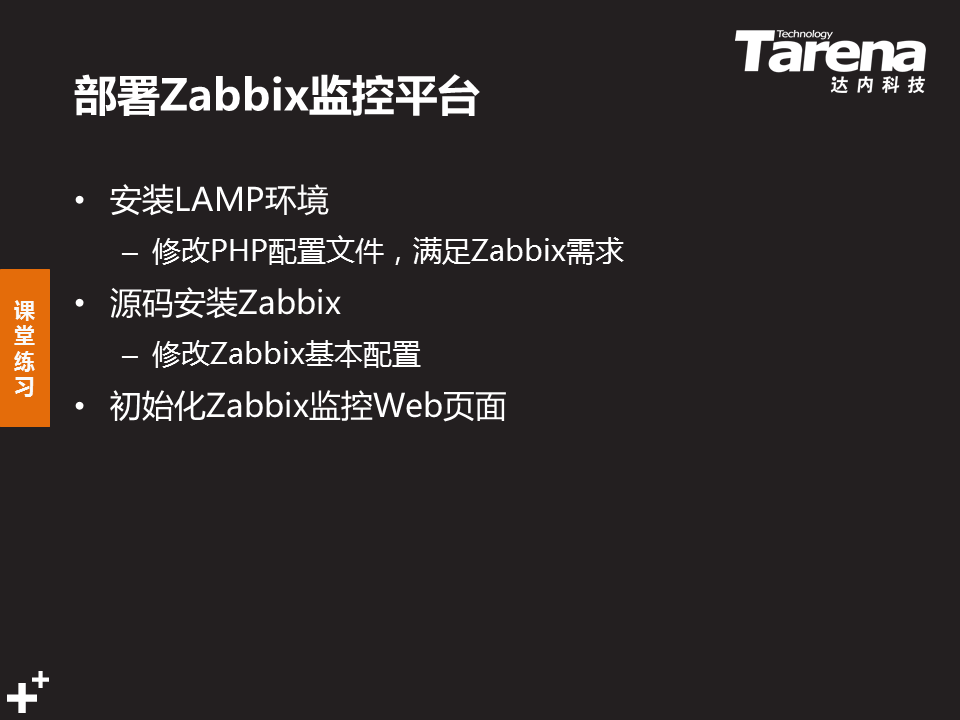 Technology
Tarena
达内科技
部署Zabbix监控平台
• 安装LAMP环境
– 修改PHP配置文件，满足Zabbix需求
• 源码安装Zabbix
– 修改Zabbix基本配置
• 初始化Zabbix监控Web页面
课
堂
练
习